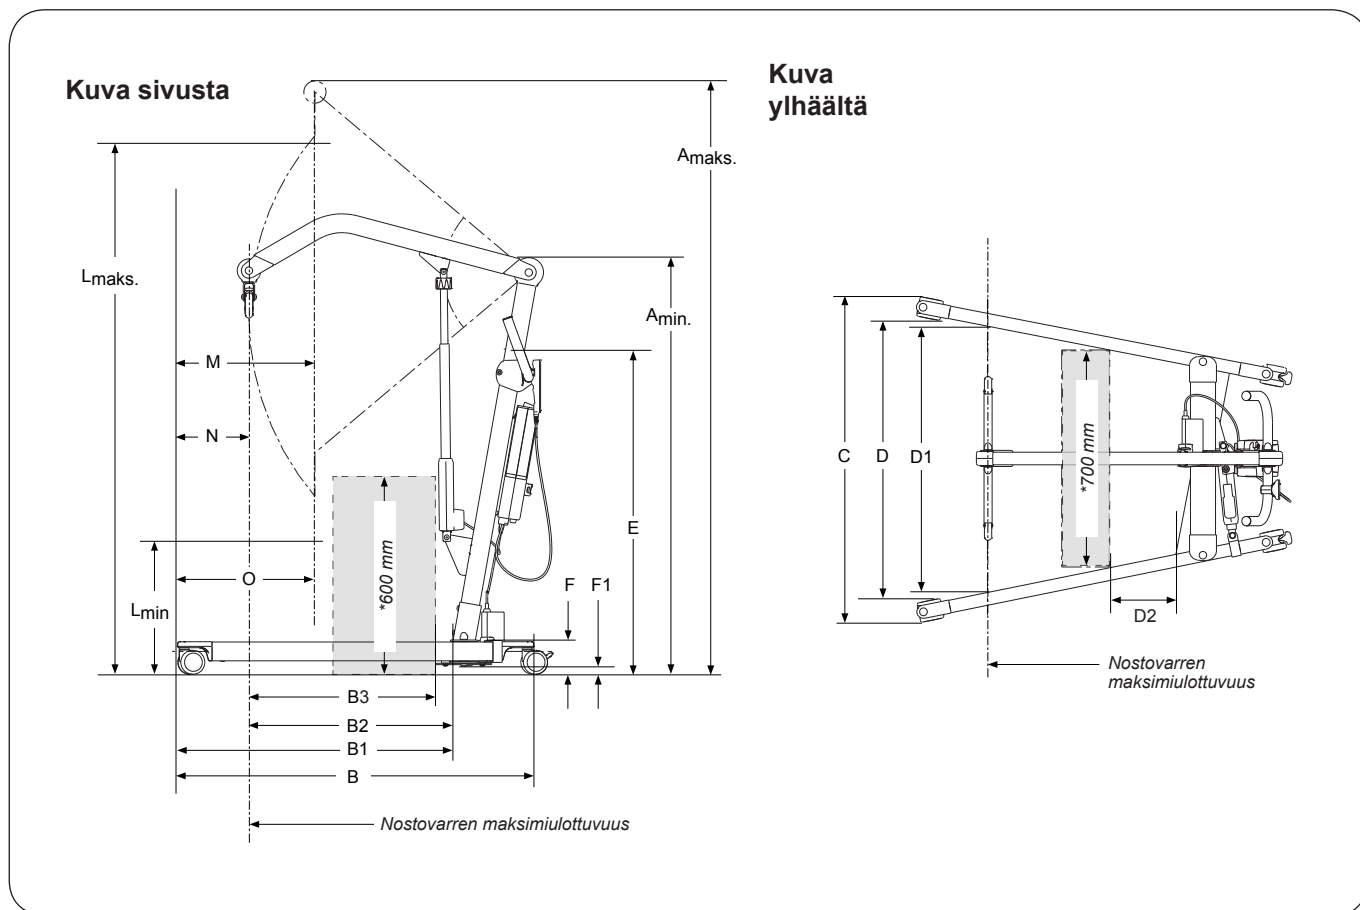 Kuva sivusta
Kuva
ylhäältä
Amaks.
Lmaks.
Amin.
M
N
E
*600 mm
O
F
F1
Lmin
B3
B2
B1
B
Nostovarren maksimiulottuvuus
C
D
D1
*700 mm
D2
Nostovarren
maksimiulottuvuus